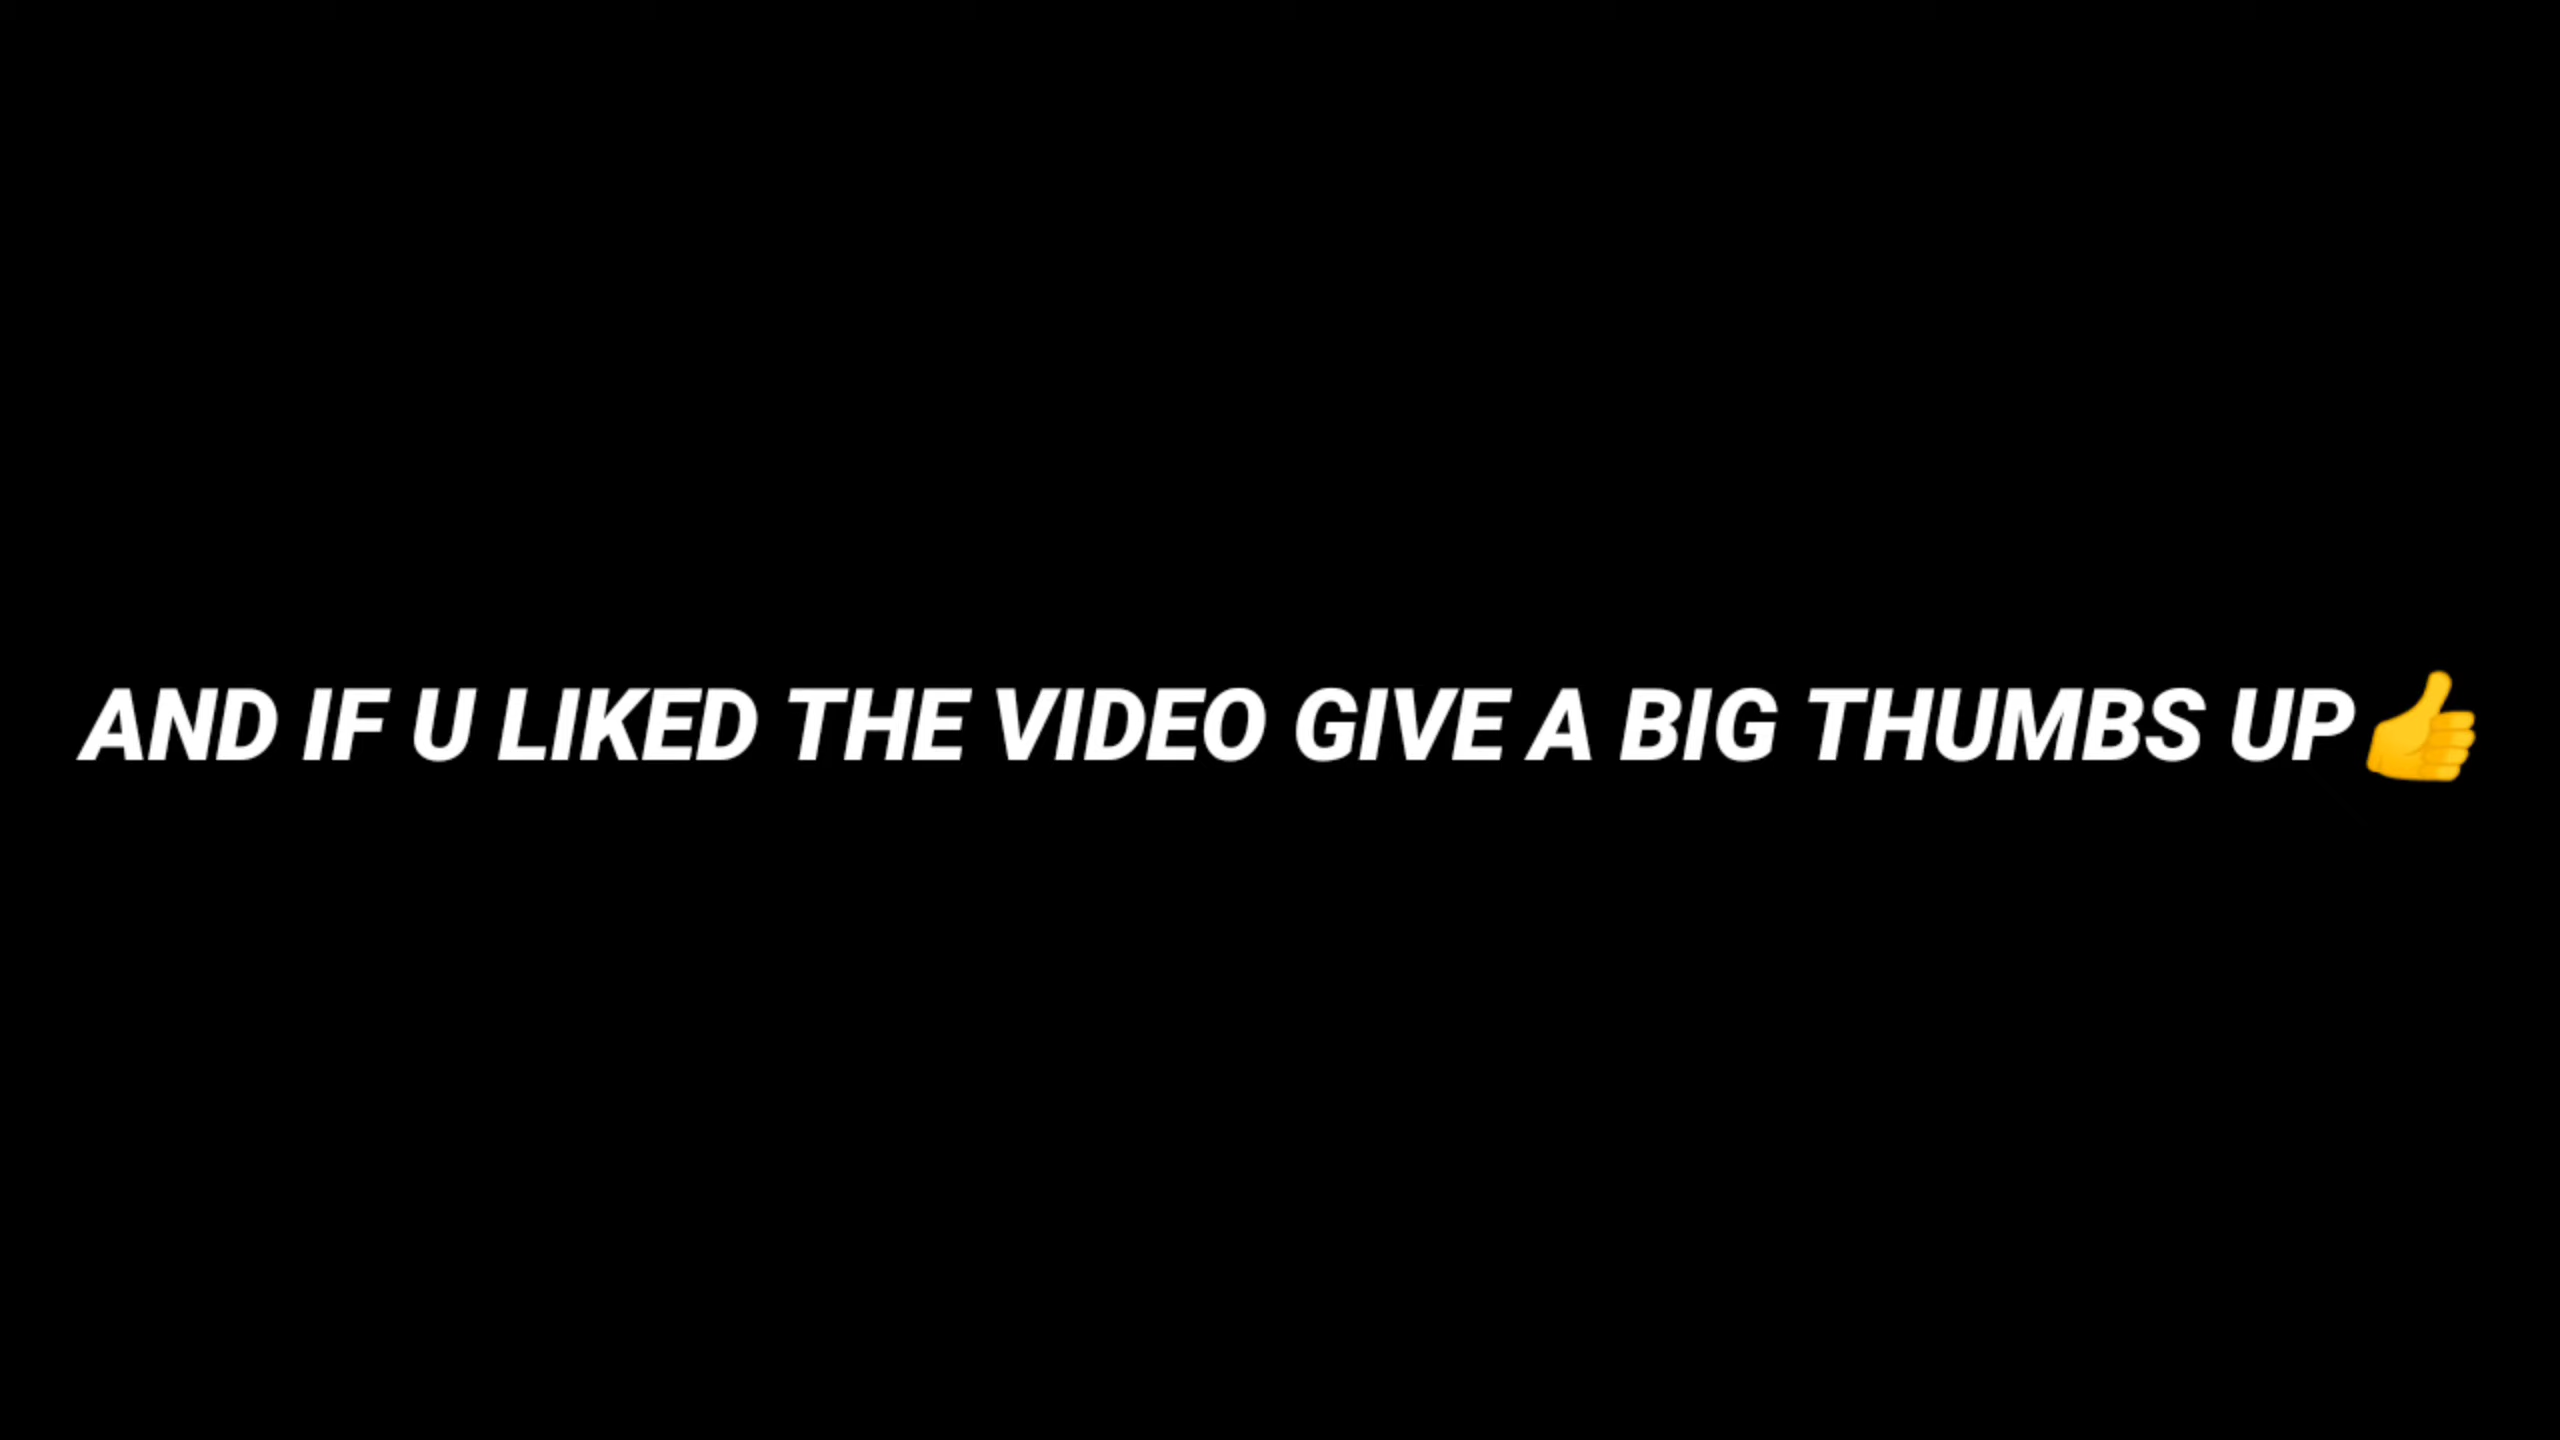 AND IF U LIKED THE VIDEO GIVE A BIG THUMBS UP👍